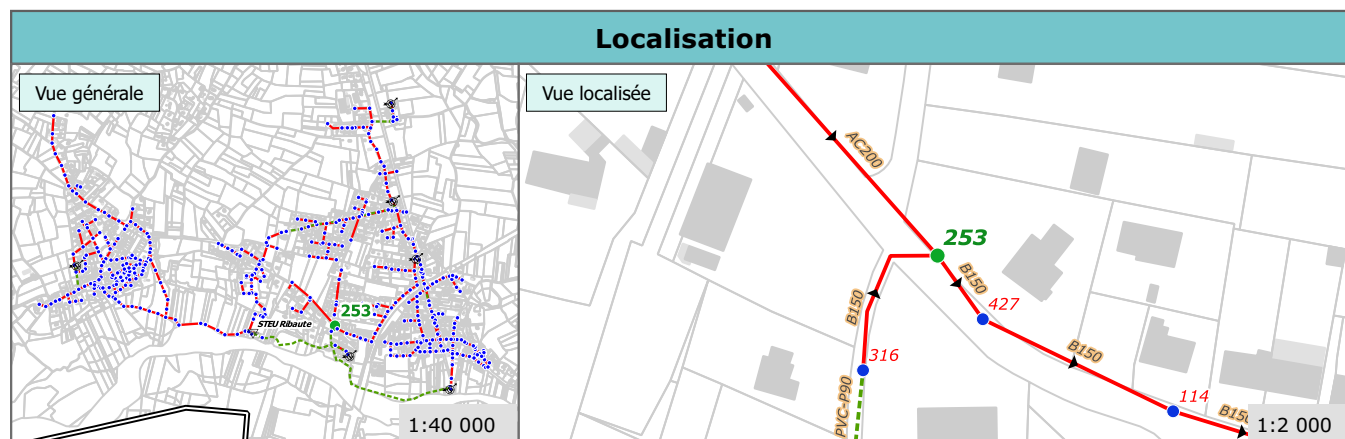 Localisation
Vue générale
253
STEU Ribaute
1:40 000
Vue localisée
AC200
253
B150
427
B150
316
B150
PVC-P90
114
B150
1:2 000